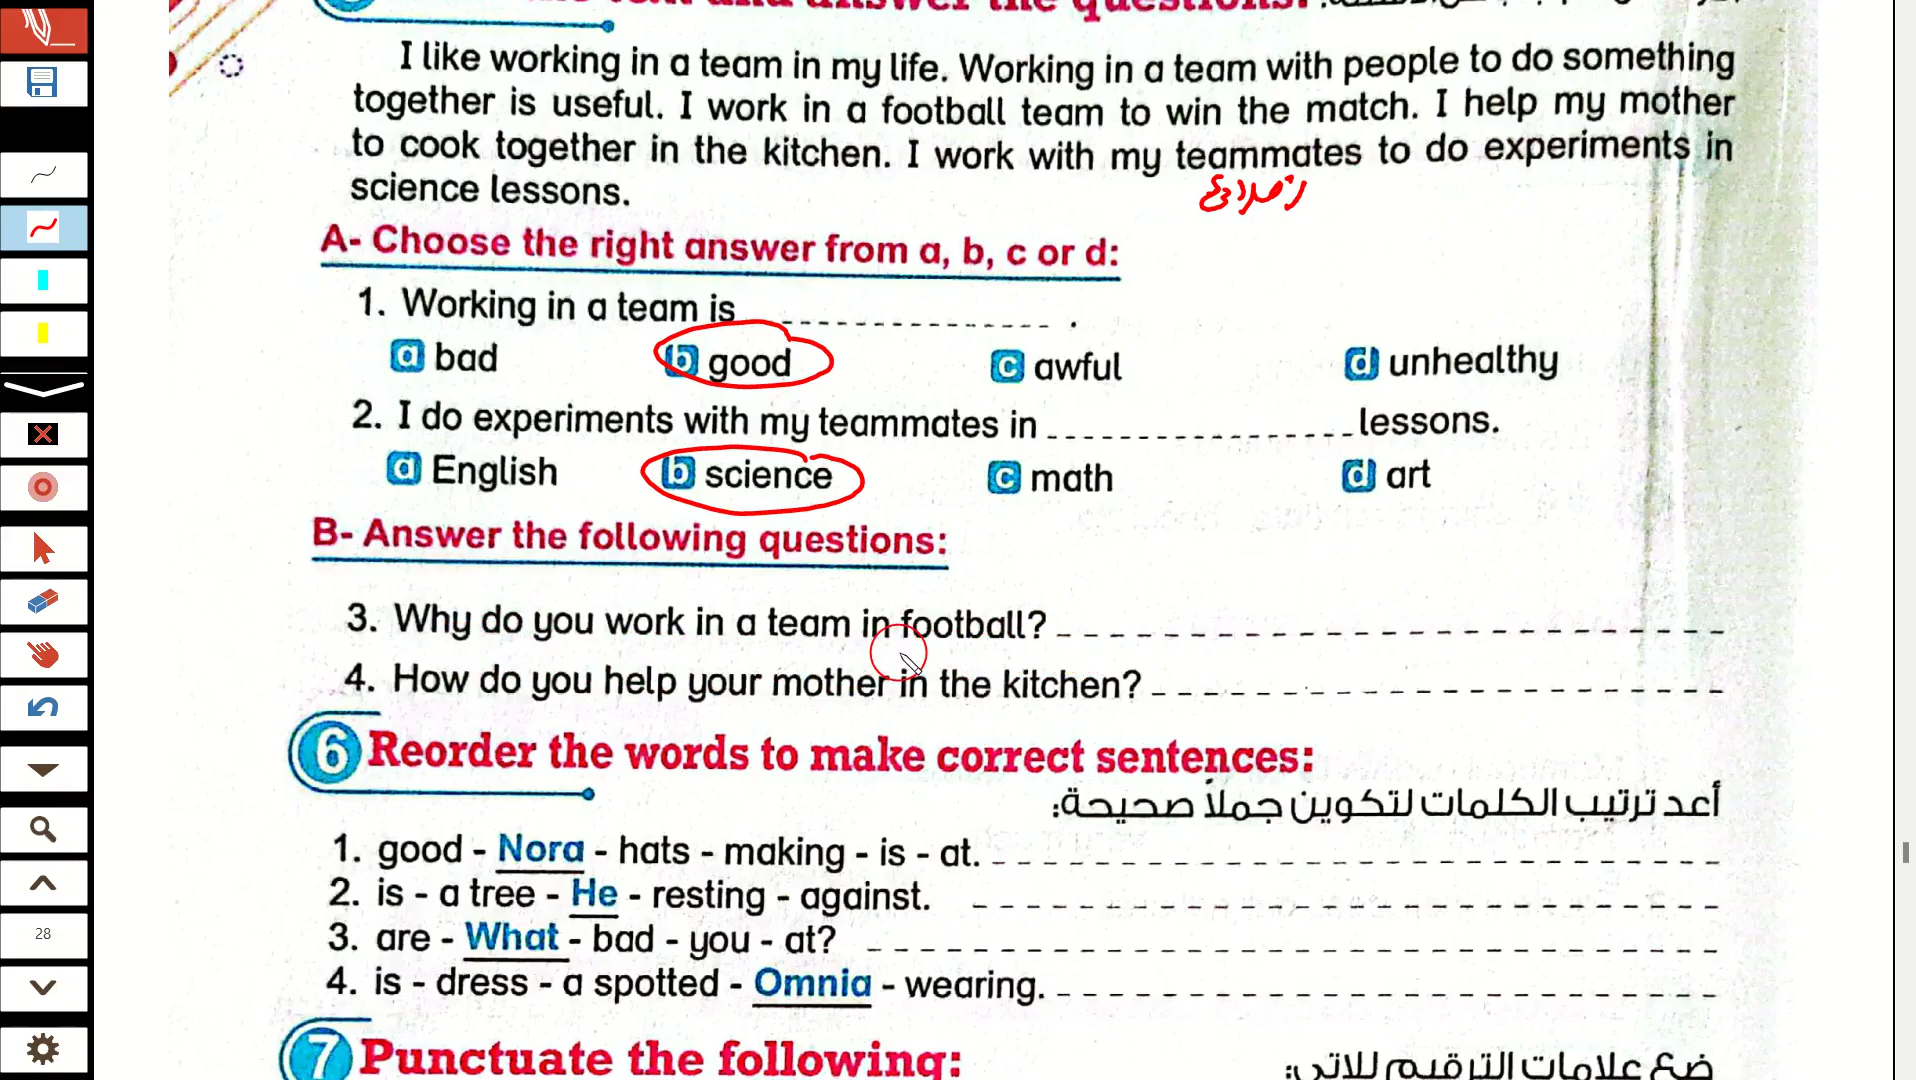 the text and answer the questions:
I like working in a team in my life. Working in a team with people to do something
together is useful. I work in a football team to win the match. I help my mother
to cook together in the kitchen. I work with my teammates to do experiments in
science lessons.
A- Choose the right answer from a, b, c or d:
1. Working in a team is .
a bad b good c awful d unhealthy
2. I do experiments with my teammates in lessons.
a English b science c math d art
B- Answer the following questions:
3. Why do you work in a team in football?
4. How do you help your mother in the kitchen?
6 Reorder the words to make correct sentences:
أعد ترتيب الكلمات لتكوين جملاً صحيحة:
1. good - Nora - hats - making - is - at.
2. is - a tree - He - resting - against.
3. are - What - bad - you - at?
4. is - dress - a spotted - Omnia - wearing.
7 Punctuate the following:
ضع علامات الترقيم للاتي:
28